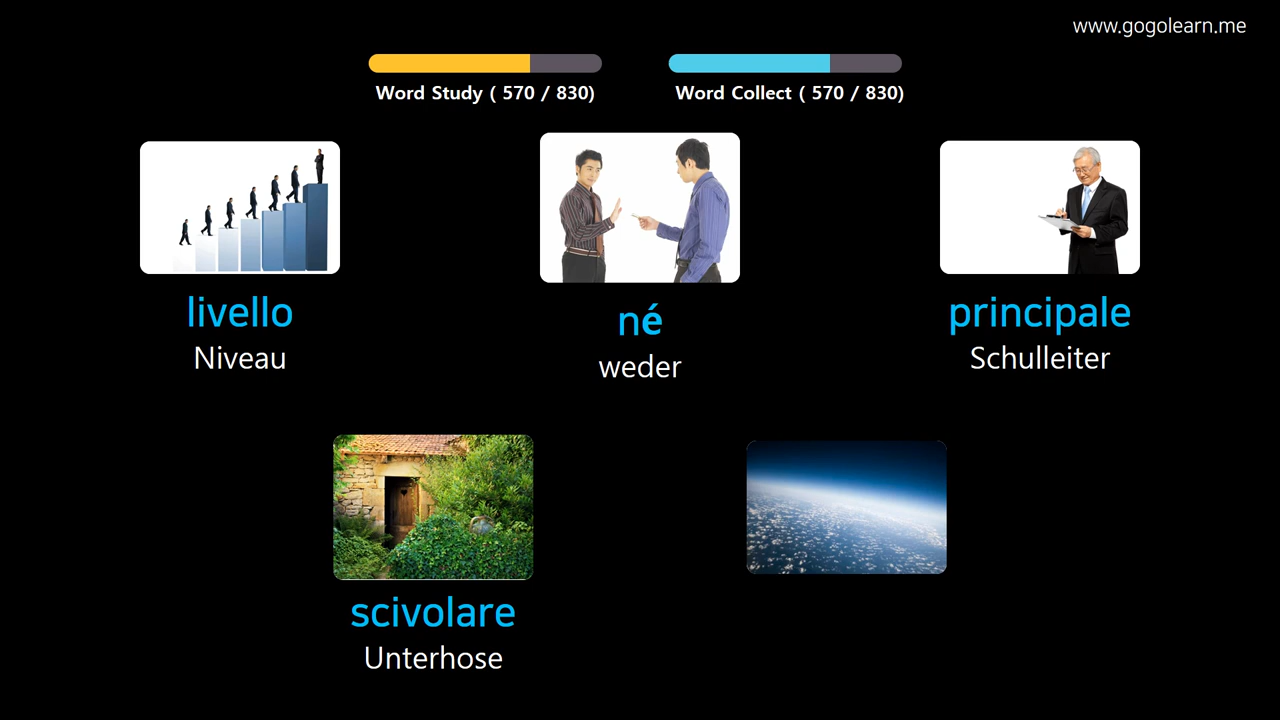 www.gogolearn.me
Word Study ( 570 / 830)
Word Collect ( 570 / 830)
livello
Niveau
né
weder
principale
Schulleiter
scivolare
Unterhose